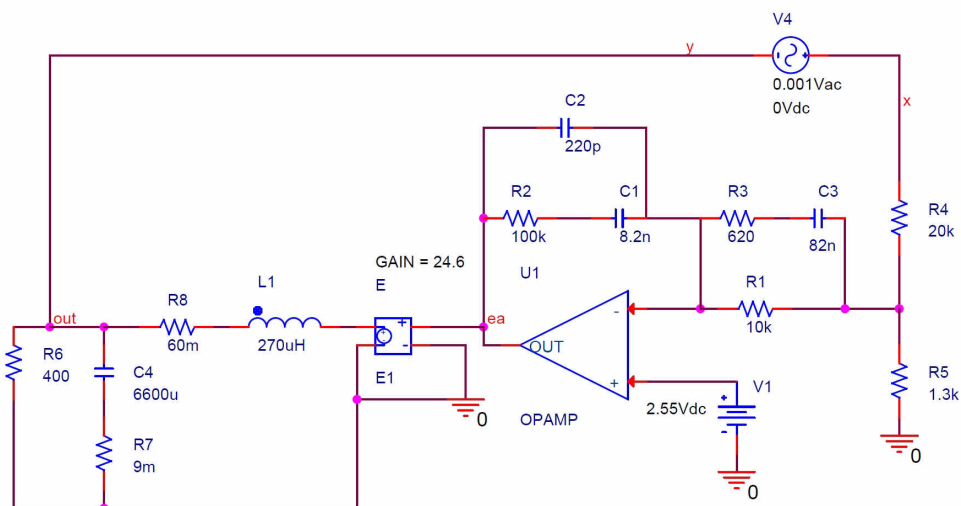 V4
y
0.001Vac
0Vdc
x
C2
220p
R2
100k
C1
8.2n
R3
620
C3
82n
R4
20k
GAIN = 24.6
E
U1
R1
10k
L1
270uH
R8
60m
out
ea
+
-
+
-
OUT
+
E1
R6
400
C4
6600u
R7
9m
0
OPAMP
2.55Vdc
V1
+
-
0
R5
1.3k
0